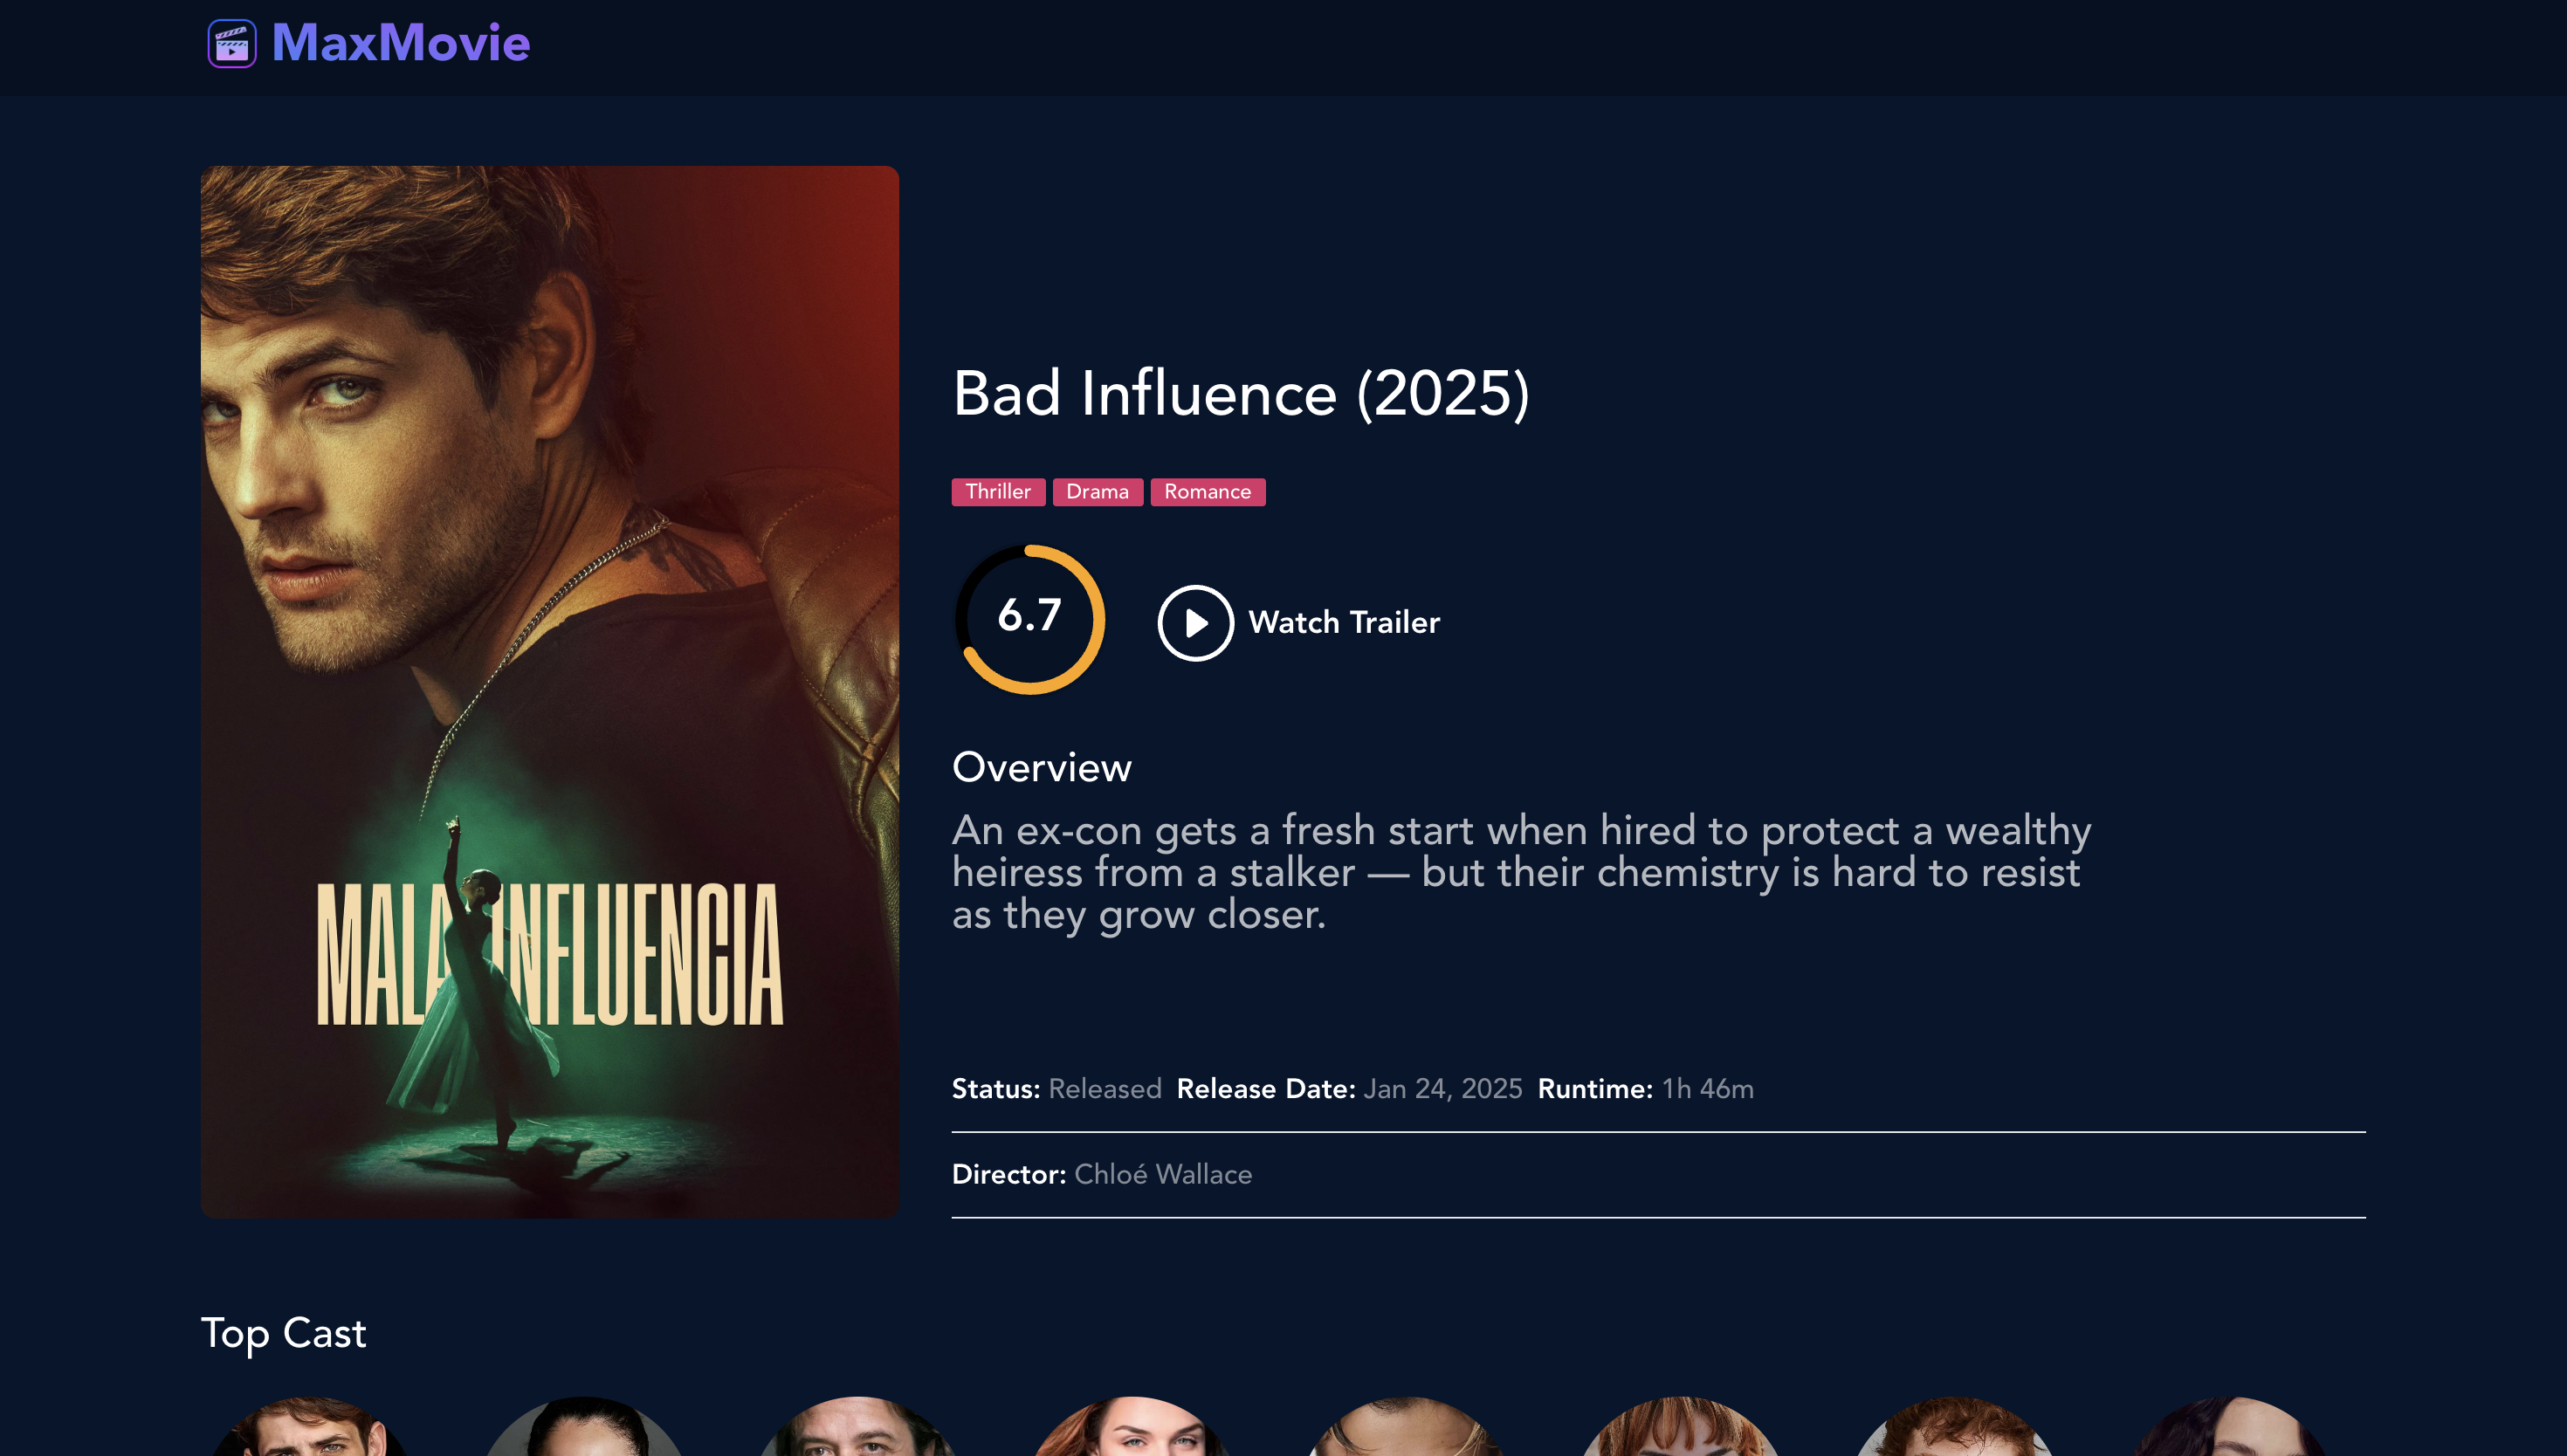 MaxMovie
MALA INFLUENCIA
Bad Influence (2025)
Thriller Drama Romance
6.7 Watch Trailer
Overview
An ex-con gets a fresh start when hired to protect a wealthy
heiress from a stalker — but their chemistry is hard to resist
as they grow closer.
Status: Released Release Date: Jan 24, 2025 Runtime: 1h 46m
Director: Chloé Wallace
Top Cast